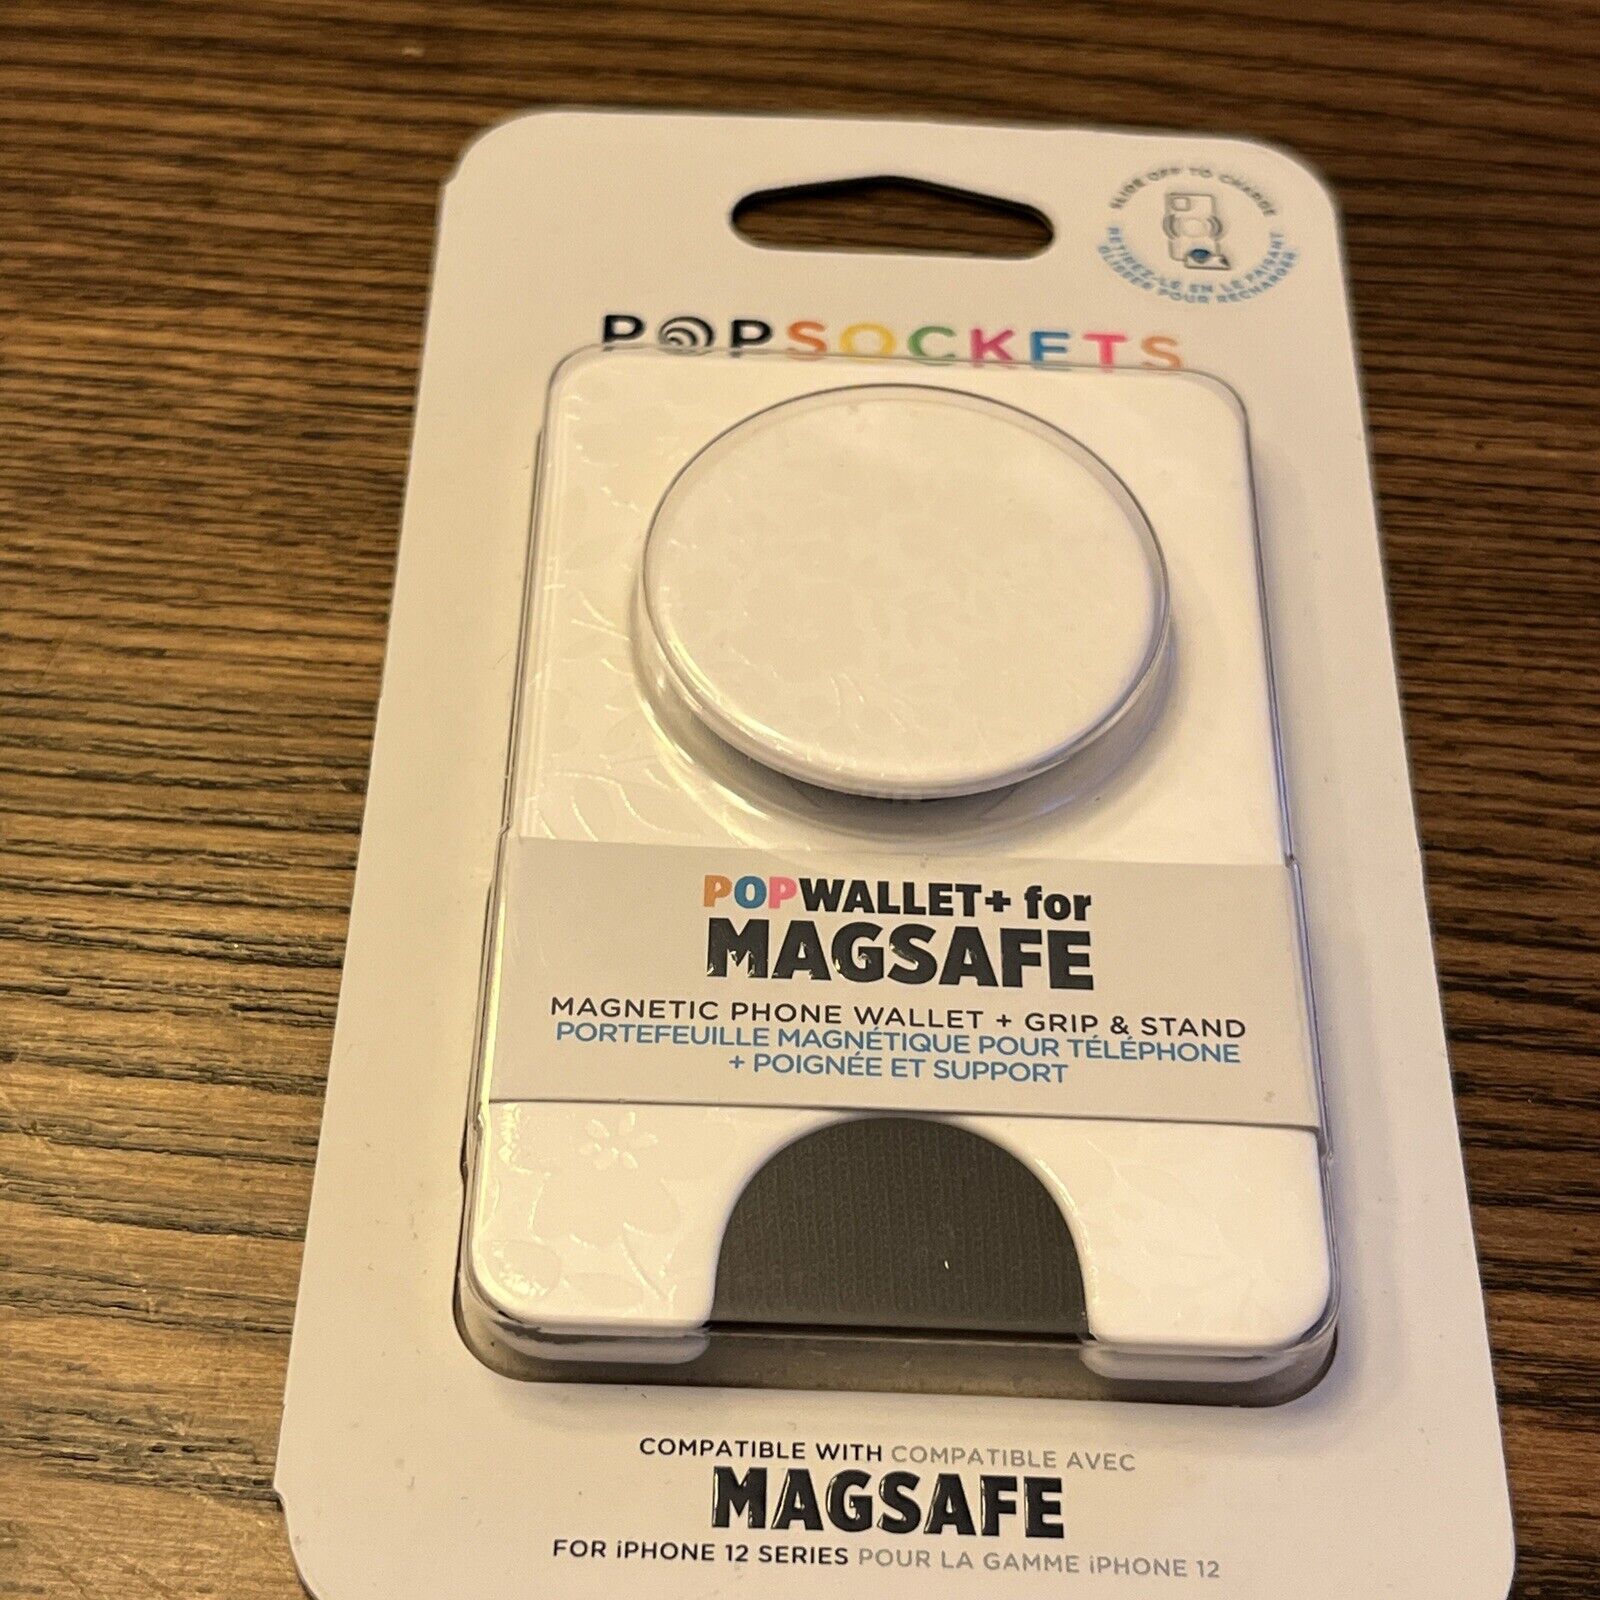 SLIDE OFF TO CHARGE
RETIREZ-LE EN LE FAISANT
GLISSER POUR RECHARGER
POPSOCKETS
POPWALLET+ for
MAGSAFE
MAGNETIC PHONE WALLET + GRIP & STAND
PORTEFEUILLE MAGNÉTIQUE POUR TÉLÉPHONE
+ POIGNÉE ET SUPPORT
COMPATIBLE WITH COMPATIBLE AVEC
MAGSAFE
FOR iPHONE 12 SERIES POUR LA GAMME iPHONE 12